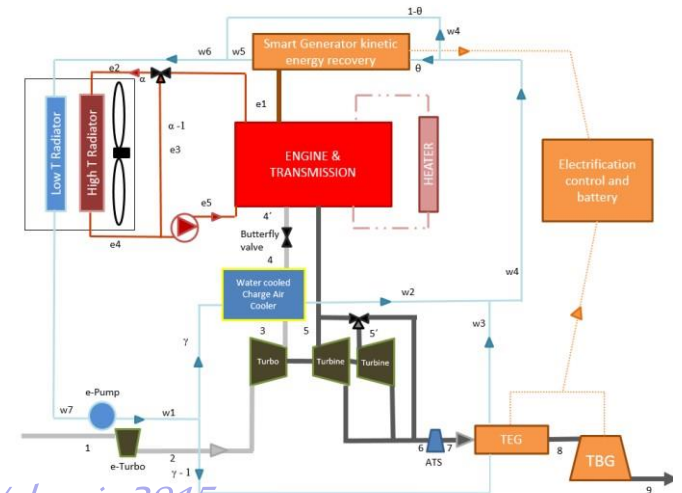 1-θ
w4
w6
w5
Smart Generator kinetic
energy recovery
θ
e2
α
e1
α -1
e3
Low T Radiator
High T Radiator
ENGINE &
TRANSMISSION
HEATER
Electrification
control and
battery
e5
4´
e4
Butterfly
valve
4
w4
Water cooled
Charge Air
Cooler
w2
3
5
5´
w3
γ
Turbo
Turbine
Turbine
e-Pump
w7
w1
1
2
e-Turbo
γ - 1
6
7
ATS
TEG
8
TBG
9
2015